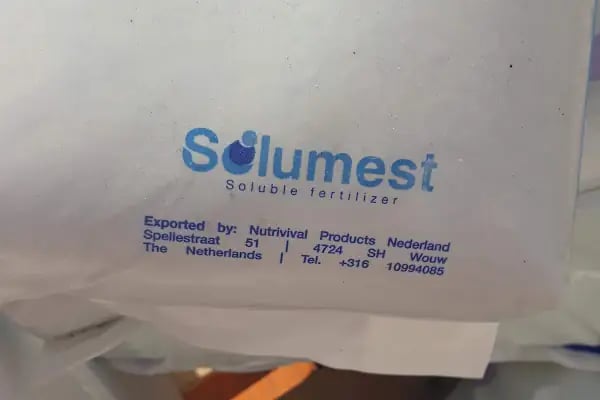 Solumest
Soluble fertilizer
Exported by: Nutrivival Products Nederland
Spellestraat 51 | 4724 SH Wouw
The Netherlands | Tel. +316 10994085